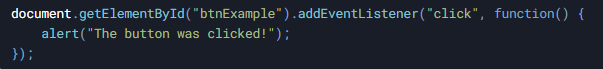 document.getElementById("btnExample").addEventListener("click", function() {
    alert("The button was clicked!");
});